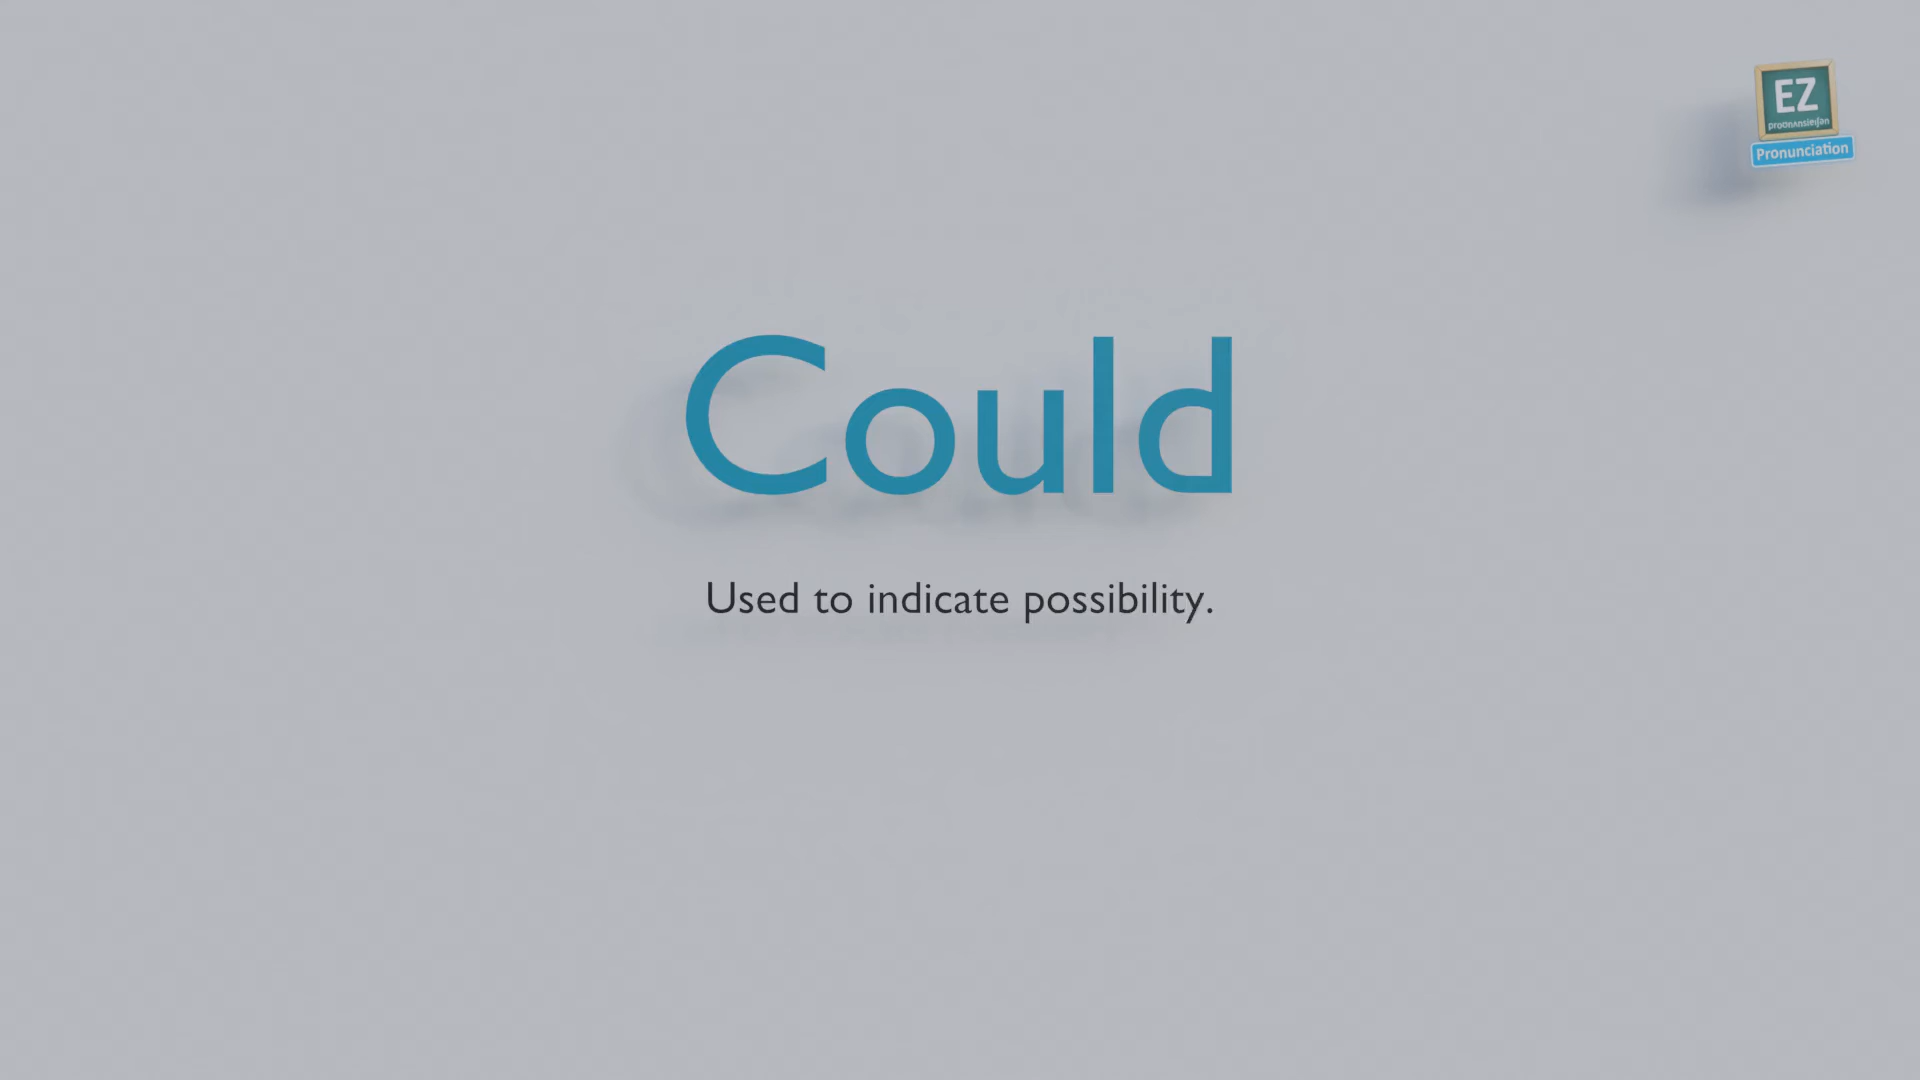 EZ
Pronunciation
Could
Used to indicate possibility.